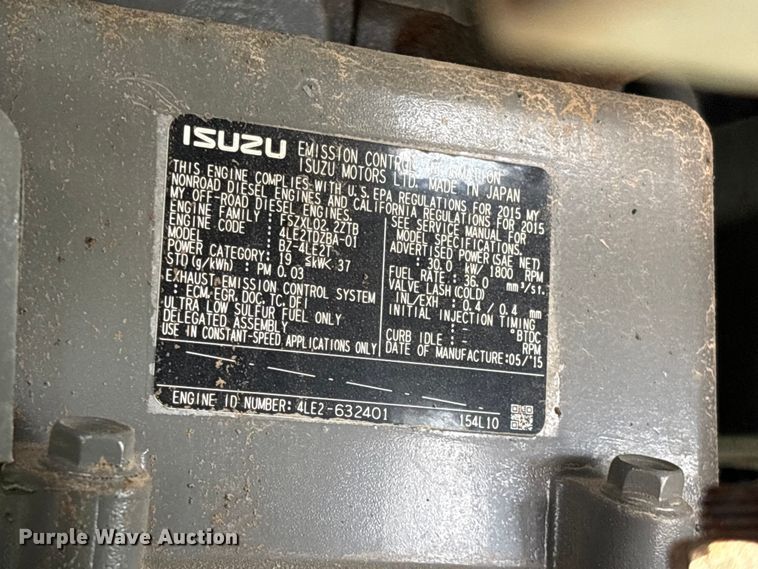 ISUZU EMISSION CONTROL INFORMATION
ISUZU MOTORS LTD. MADE IN JAPAN
THIS ENGINE COMPLIES WITH U.S. EPA REGULATIONS FOR 2015 MY
NONROAD DIESEL ENGINES AND CALIFORNIA REGULATIONS FOR 2015
MY OFF-ROAD DIESEL ENGINES.
ENGINE FAMILY : FSZXL02.2ZTB
ENGINE CODE : 4LE2TDZBA-01
MODEL : BZ-4LE2T
POWER CATEGORY: 19 ≤kW< 37
STD (g/kWh) : PM 0.03
EXHAUST EMISSION CONTROL SYSTEM
: ECM, EGR, DOC, TC, DFI
ULTRA LOW SULFUR FUEL ONLY
DELEGATED ASSEMBLY
USE IN CONSTANT-SPEED APPLICATIONS ONLY
SEE SERVICE MANUAL FOR
MODEL SPECIFICATIONS.
ADVERTISED POWER(SAE NET)
: 30.0 kW/ 1800 RPM
FUEL RATE : 36.0 mm³/st.
VALVE LASH (COLD)
INL/EXH : 0.4 / 0.4 mm
INITIAL INJECTION TIMING
: - °BTDC
CURB IDLE : - RPM
DATE OF MANUFACTURE:05/'15
ENGINE ID NUMBER: 4LE2-632401
154L10
Purple Wave Auction